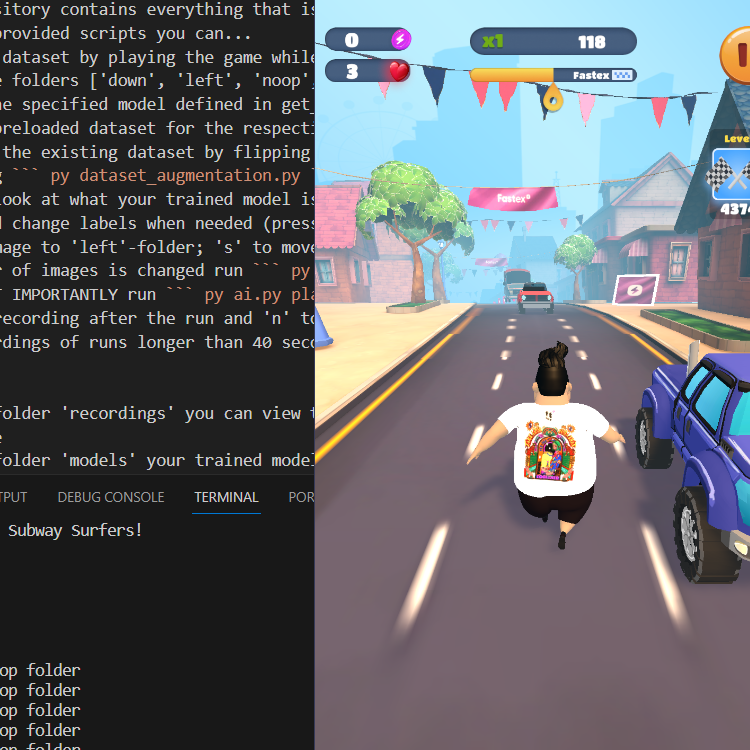 sitory contains everything that is
provided scripts you can...
dataset by playing the game while
e folders ['down', 'left', 'noop',
he specified model defined in get_
preloaded dataset for the respecti
the existing dataset by flipping
g ``` py dataset_augmentation.py `
look at what your trained model is
d change labels when needed (press
mage to 'left'-folder; 's' to move
r of images is changed run ``` py
T IMPORTANTLY run ``` py ai.py pla
recording after the run and 'n' to
rdings of runs longer than 40 seco
folder 'recordings' you can view t
e
folder 'models' your trained model
TPUT DEBUG CONSOLE TERMINAL POR
Subway Surfers!
op folder
op folder
op folder
op folder
op folder
0
3
x1 118
Fastex
Level
4374
Fastex